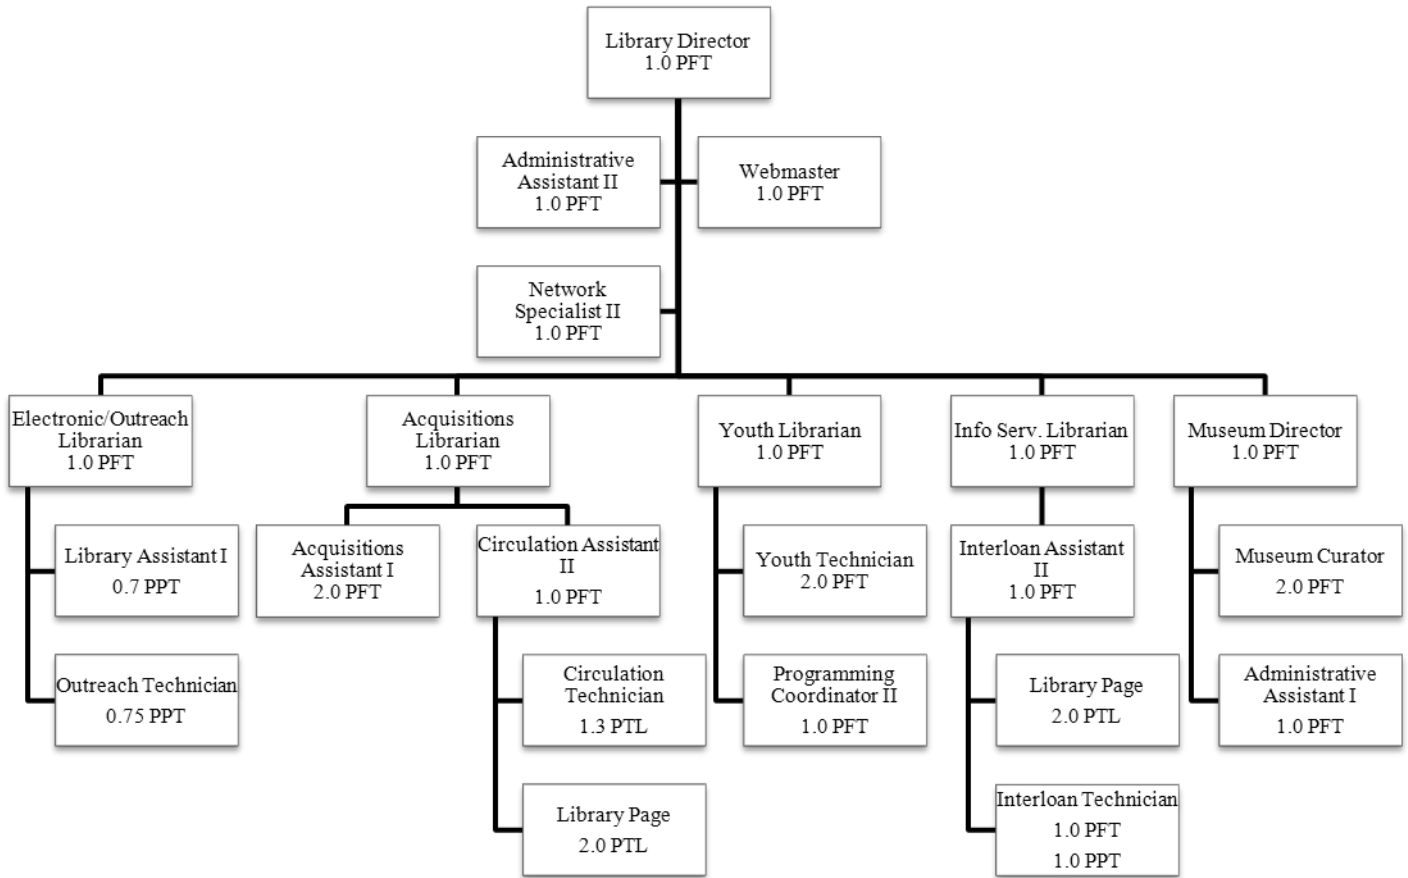 Library Director
1.0 PFT
Administrative
Assistant II
1.0 PFT
Webmaster
1.0 PFT
Network
Specialist II
1.0 PFT
Electronic/Outreach
Librarian
1.0 PFT
Acquisitions
Librarian
1.0 PFT
Youth Librarian
1.0 PFT
Info Serv. Librarian
1.0 PFT
Museum Director
1.0 PFT
Library Assistant I
0.7 PPT
Acquisitions
Assistant I
2.0 PFT
Circulation Assistant
II
1.0 PFT
Youth Technician
2.0 PFT
Interloan Assistant
II
1.0 PFT
Museum Curator
2.0 PFT
Outreach Technician
0.75 PPT
Circulation
Technician
1.3 PTL
Programming
Coordinator II
1.0 PFT
Library Page
2.0 PTL
Administrative
Assistant I
1.0 PFT
Library Page
2.0 PTL
Interloan Technician
1.0 PFT
1.0 PPT